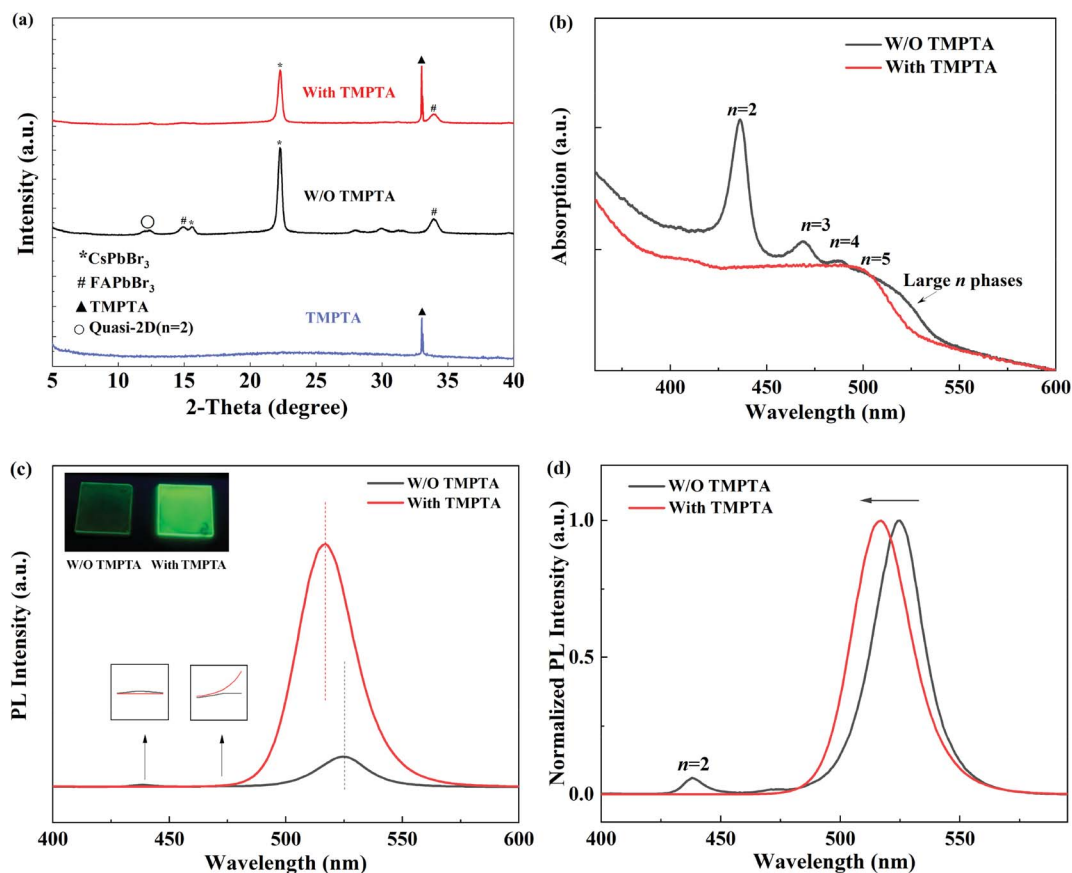 (a)
With TMPTA
W/O TMPTA
TMPTA
*
▲
#
*
○
#
*
#
▲
*CsPbBr₃
# FAPbBr₃
▲ TMPTA
○ Quasi-2D(n=2)
Intensity (a.u.)
5 10 15 20 25 30 35 40
2-Theta (degree)
(b)
W/O TMPTA
With TMPTA
n=2
n=3
n=4
n=5
Large n phases
Absorption (a.u.)
400 450 500 550 600
Wavelength (nm)
(c)
W/O TMPTA
With TMPTA
W/O TMPTA With TMPTA
PL Intensity (a.u.)
400 450 500 550 600
Wavelength (nm)
(d)
W/O TMPTA
With TMPTA
n=2
Normalized PL Intensity (a.u.)
1.0
0.5
0.0
400 450 500 550
Wavelength (nm)